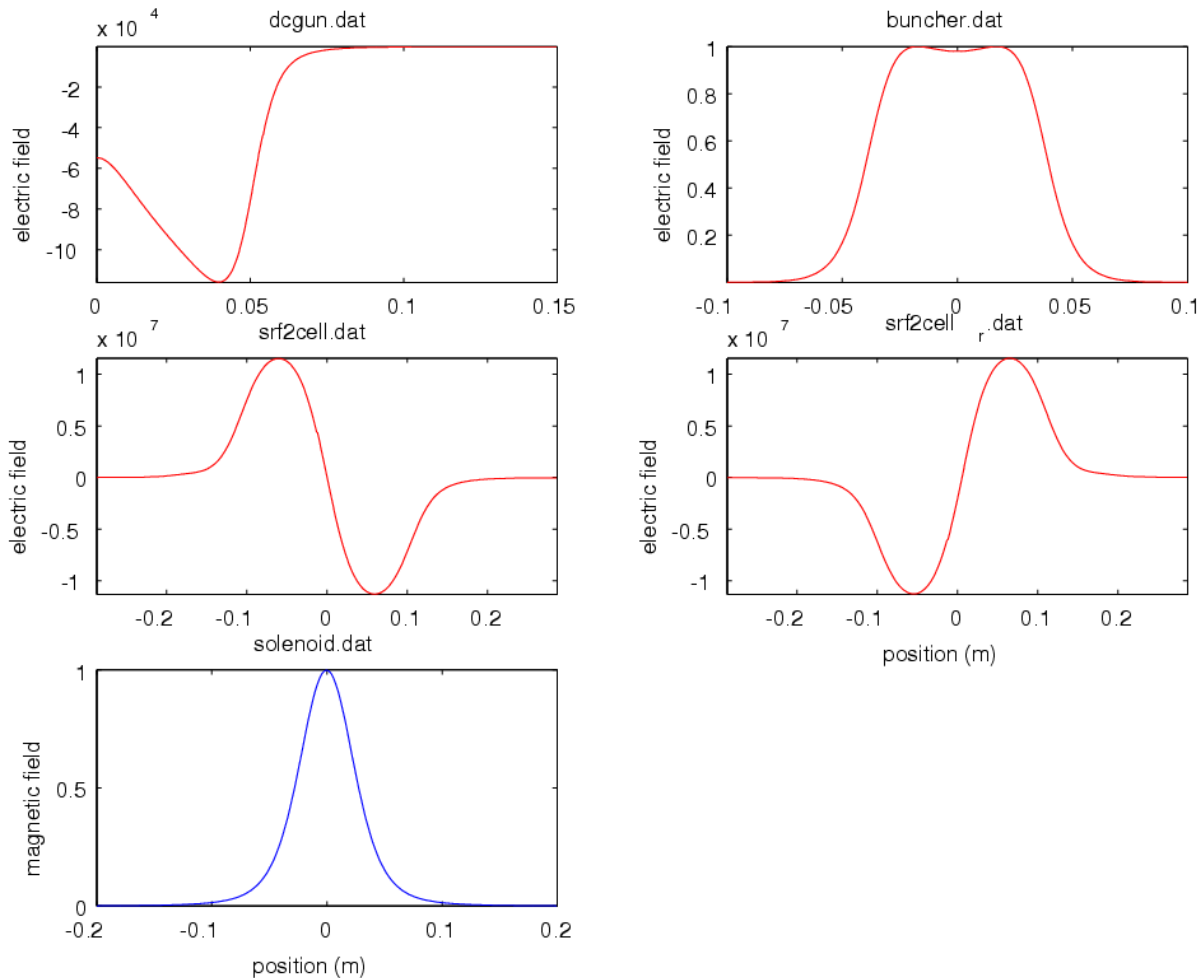 dcgun.dat
x 10 4
-2
-4
-6
-8
-10
electric field
0 0.05 0.1 0.15
buncher.dat
1
0.8
0.6
0.4
0.2
electric field
-0.1 -0.05 0 0.05 0.1
srf2cell.dat
x 10 7
1
0.5
0
-0.5
-1
electric field
-0.2 -0.1 0 0.1 0.2
srf2cell r.dat
x 10 7
1
0.5
0
-0.5
-1
electric field
-0.2 -0.1 0 0.1 0.2
position (m)
solenoid.dat
1
0.5
0
magnetic field
-0.2 -0.1 0 0.1 0.2
position (m)